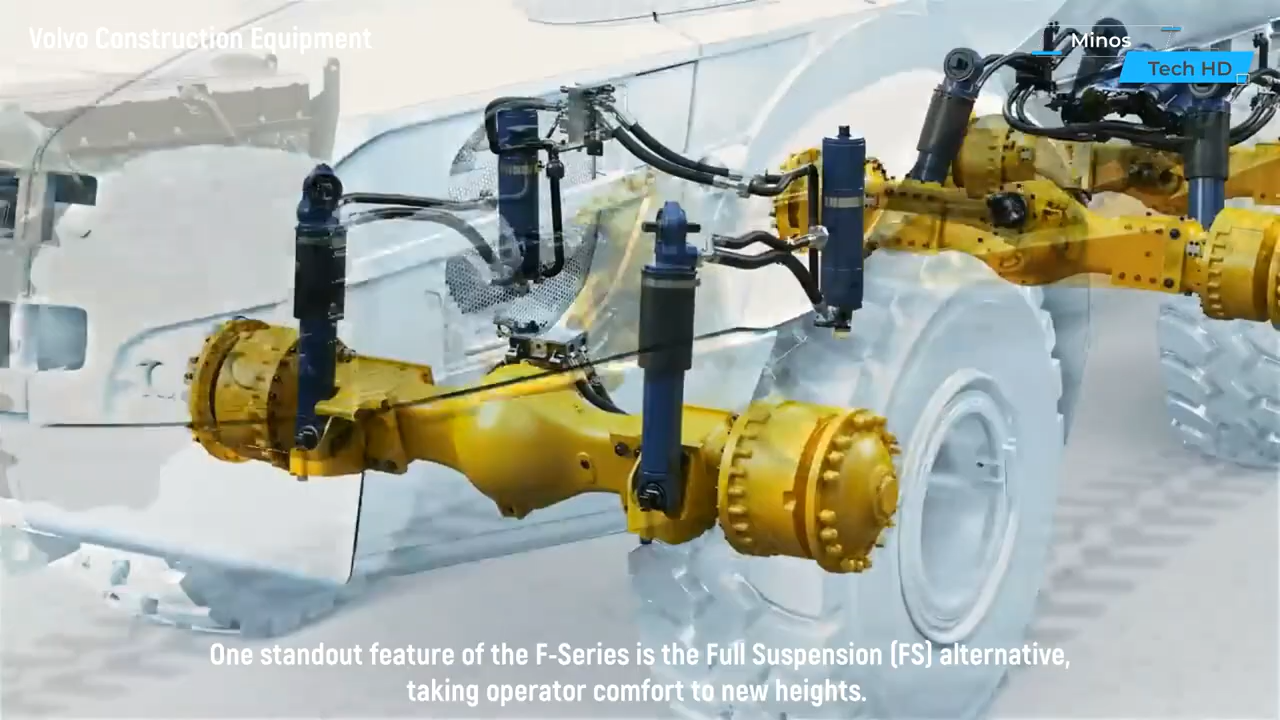 Volvo Construction Equipment
Minos
Tech HD
One standout feature of the F-Series is the Full Suspension (FS) alternative,
taking operator comfort to new heights.